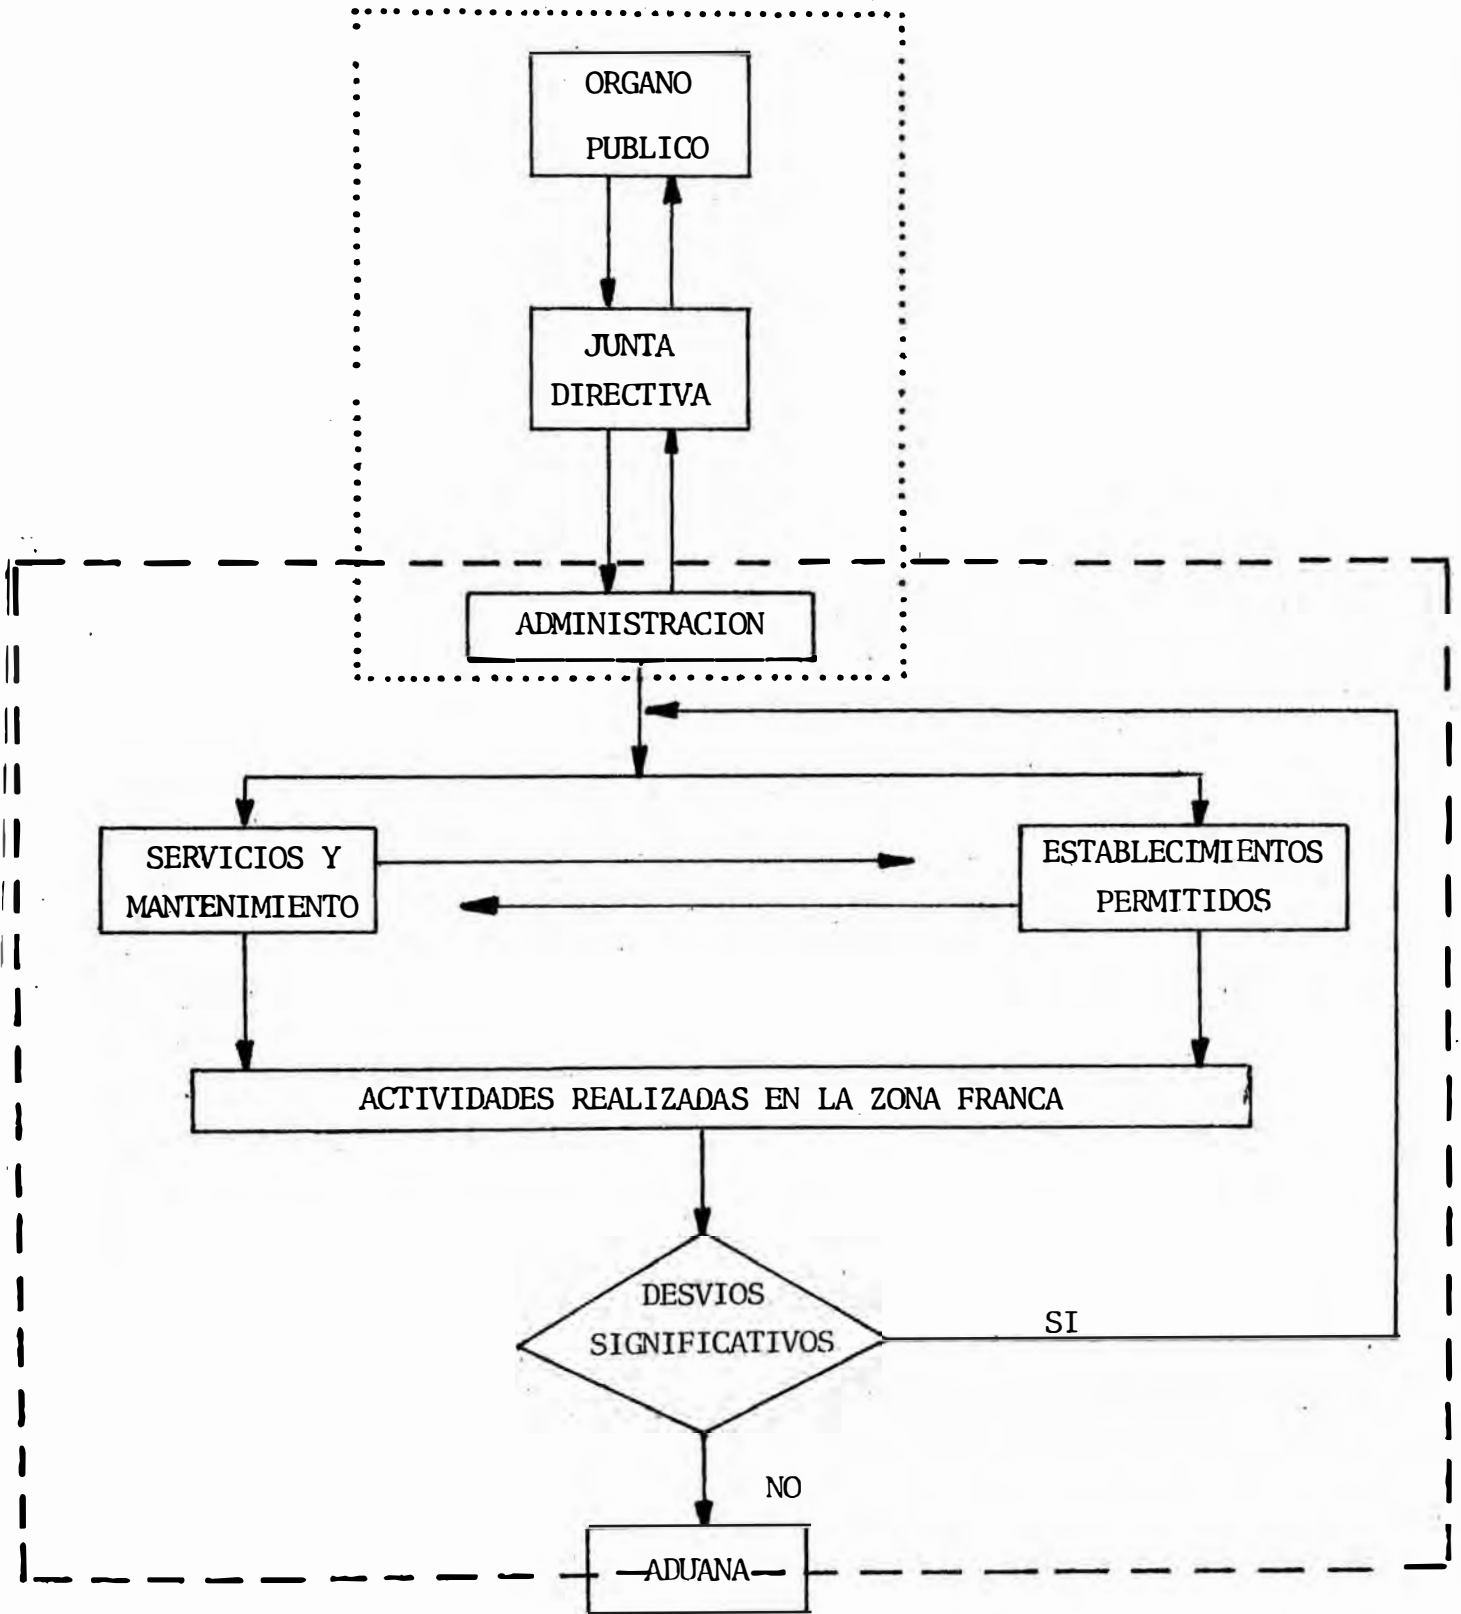 ORGANO
PUBLICO
JUNTA
DIRECTIVA
ADMINISTRACION
SERVICIOS Y
MANTENIMIENTO
ESTABLECIMIENTOS
PERMITIDOS
ACTIVIDADES REALIZADAS EN LA ZONA FRANCA
DESVIOS
SIGNIFICATIVOS
SI
NO
ADUANA